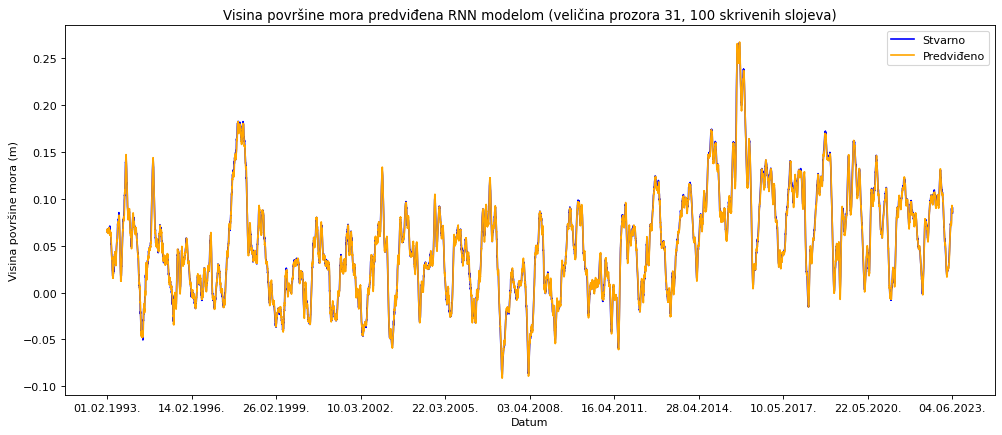 Visina površine mora predviđena RNN modelom (veličina prozora 31, 100 skrivenih slojeva)
Stvarno
Predviđeno
Visina površine mora (m)
0.25
0.20
0.15
0.10
0.05
0.00
−0.05
−0.10
01.02.1993. 14.02.1996. 26.02.1999. 10.03.2002. 22.03.2005. 03.04.2008. 16.04.2011. 28.04.2014. 10.05.2017. 22.05.2020. 04.06.2023.
Datum